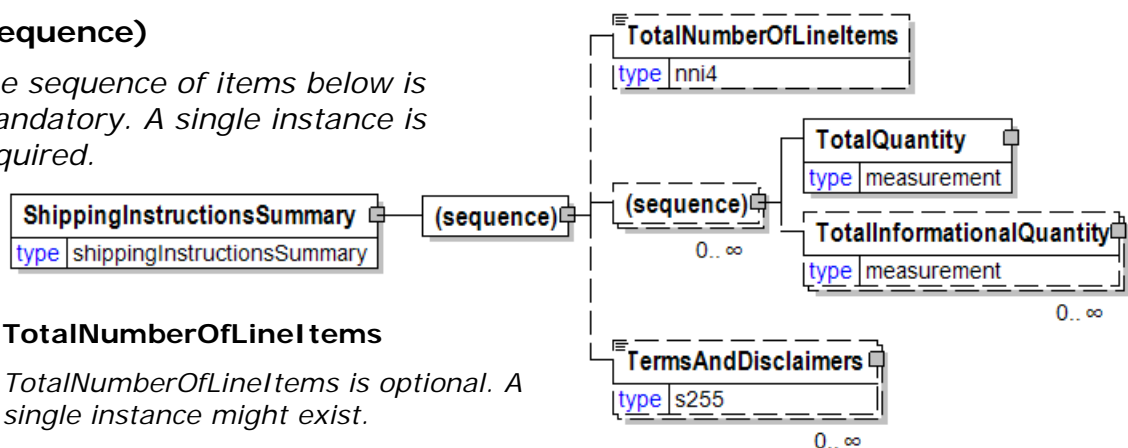 equence)
e sequence of items below is
andatory. A single instance is
quired.
TotalNumberOfLineItems
type nni4
TotalQuantity
type measurement
(sequence)
0.. ∞
TotalInformationalQuantity
type measurement
0.. ∞
ShippingInstructionsSummary
type shippingInstructionsSummary
(sequence)
TermsAndDisclaimers
type s255
0.. ∞
TotalNumberOfLineItems
TotalNumberOfLineItems is optional. A
single instance might exist.